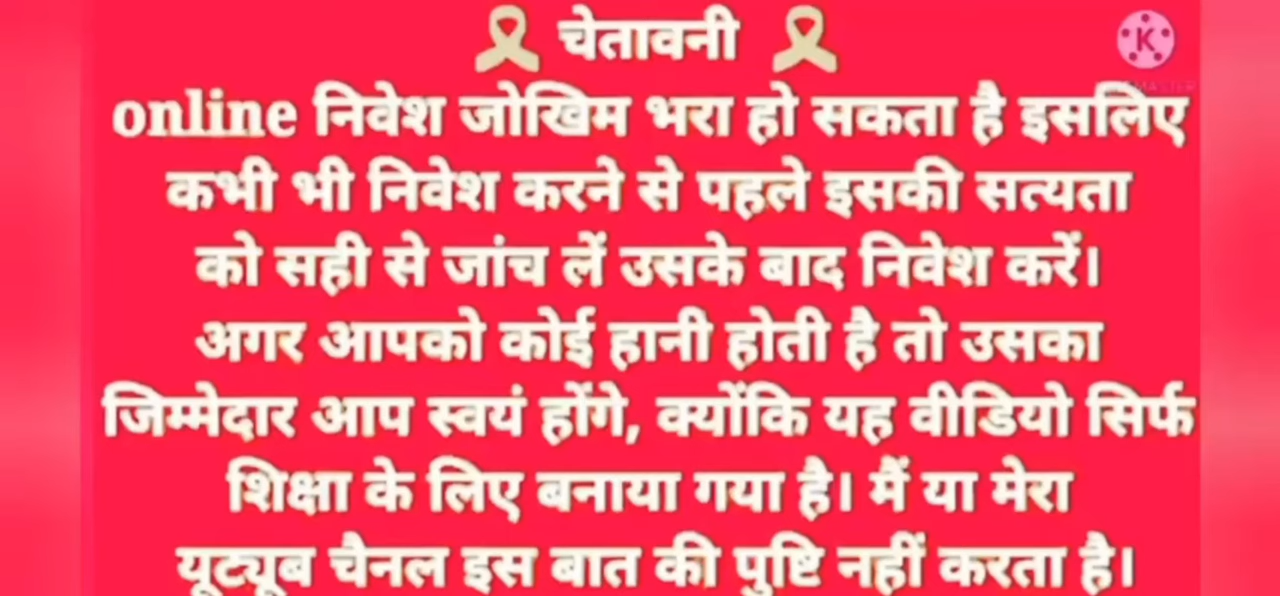 🎗 चेतावनी 🎗
K
online निवेश जोखिम भरा हो सकता है इसलिए
कभी भी निवेश करने से पहले इसकी सत्यता
को सही से जांच लें उसके बाद निवेश करें।
अगर आपको कोई हानी होती है तो उसका
जिम्मेदार आप स्वयं होंगे, क्योंकि यह वीडियो सिर्फ
शिक्षा के लिए बनाया गया है। मैं या मेरा
यूट्यूब चैनल इस बात की पुष्टि नहीं करता है।